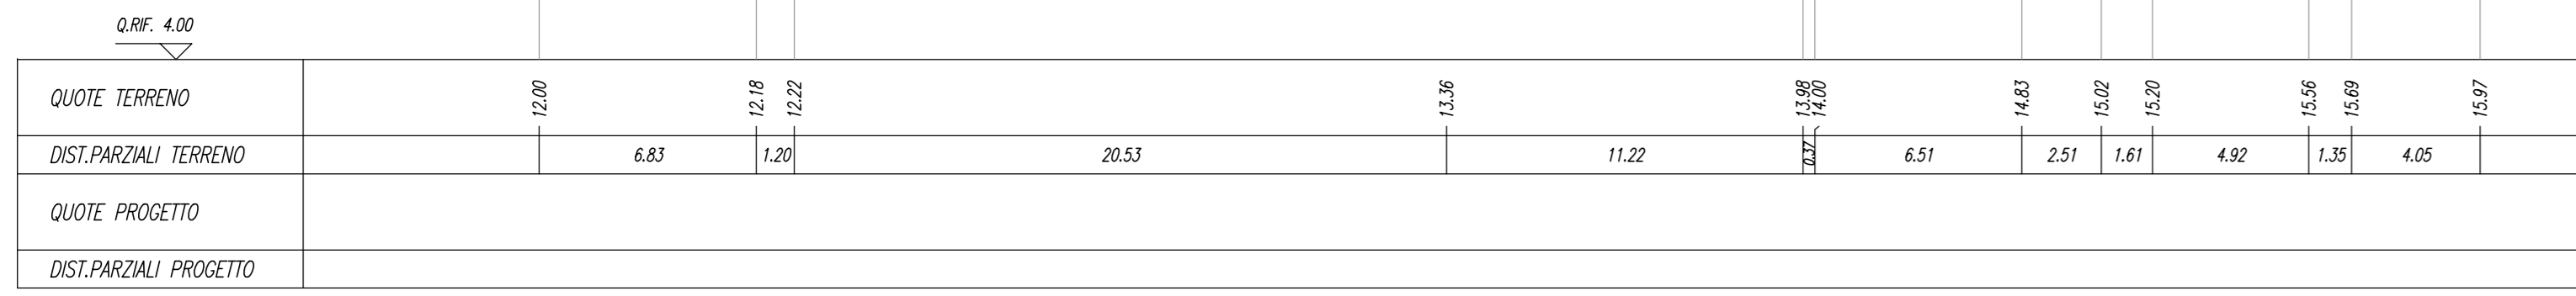 Q.RIF. 4.00
QUOTE TERRENO 12.00 12.18 12.22 13.36 13.98 14.00 14.83 15.02 15.20 15.56 15.69 15.97
DIST.PARZIALI TERRENO 6.83 1.20 20.53 11.22 0.37 6.51 2.51 1.61 4.92 1.35 4.05
QUOTE PROGETTO
DIST.PARZIALI PROGETTO